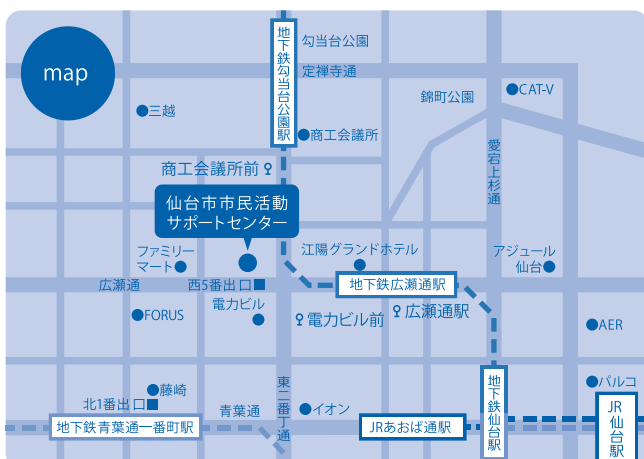 map
地下鉄勾当台公園駅
勾当台公園
定禅寺通
錦町公園
CAT-V
三越
商工会議所
愛宕上杉通
商工会議所前
仙台市市民活動
サポートセンター
ファミリー
マート
江陽グランドホテル
アジュール
仙台
広瀬通
西5番出口
地下鉄広瀬通駅
電力ビル
FORUS
電力ビル前
広瀬通駅
AER
藤崎
北1番出口
青葉通
東二番丁通
イオン
パルコ
地下鉄仙台駅
JR
仙台駅
地下鉄青葉通一番町駅
JRあおば通駅